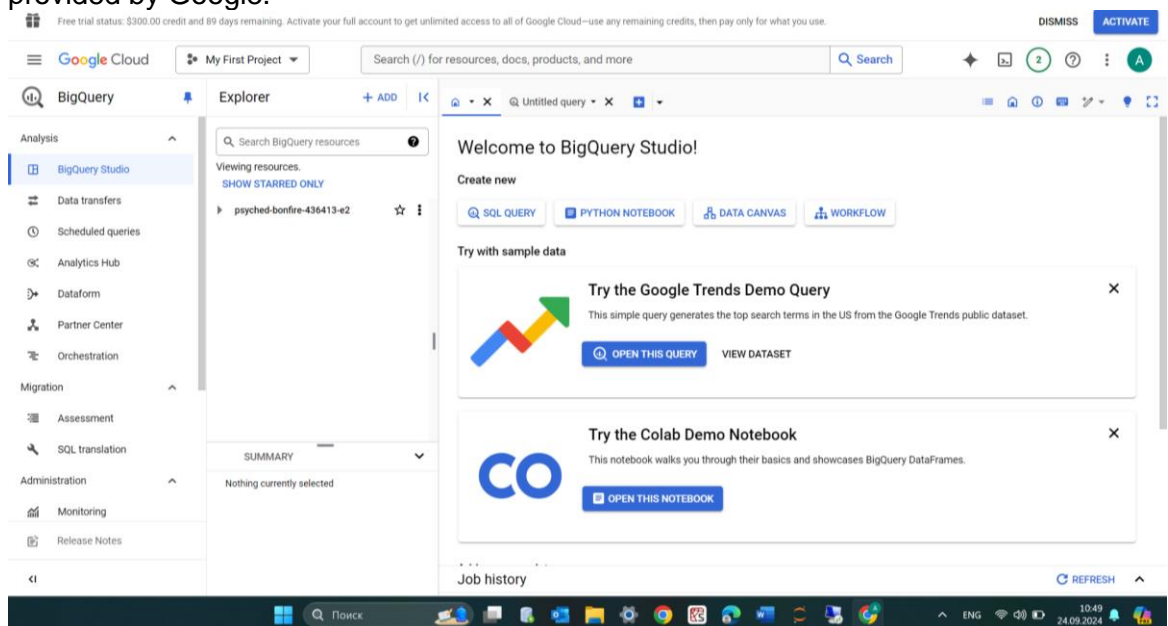 provided by Google.
Free trial status: $300.00 credit and 89 days remaining. Activate your full account to get unlimited access to all of Google Cloud—use any remaining credits, then pay only for what you use.
DISMISS
ACTIVATE
Google Cloud
My First Project
Search (/) for resources, docs, products, and more
Search
2
A
BigQuery
Analysis
BigQuery Studio
Data transfers
Scheduled queries
Analytics Hub
Dataform
Partner Center
Orchestration
Migration
Assessment
SQL translation
Administration
Monitoring
Release Notes
Explorer
+ ADD
Search BigQuery resources
Viewing resources.
SHOW STARRED ONLY
psyched-bonfire-436413-e2
SUMMARY
Nothing currently selected
Untitled query
Welcome to BigQuery Studio!
Create new
SQL QUERY
PYTHON NOTEBOOK
DATA CANVAS
WORKFLOW
Try with sample data
Try the Google Trends Demo Query
This simple query generates the top search terms in the US from the Google Trends public dataset.
OPEN THIS QUERY
VIEW DATASET
Try the Colab Demo Notebook
This notebook walks you through their basics and showcases BigQuery DataFrames.
OPEN THIS NOTEBOOK
Job history
REFRESH
Поиск
ENG
10:49
24.09.2024